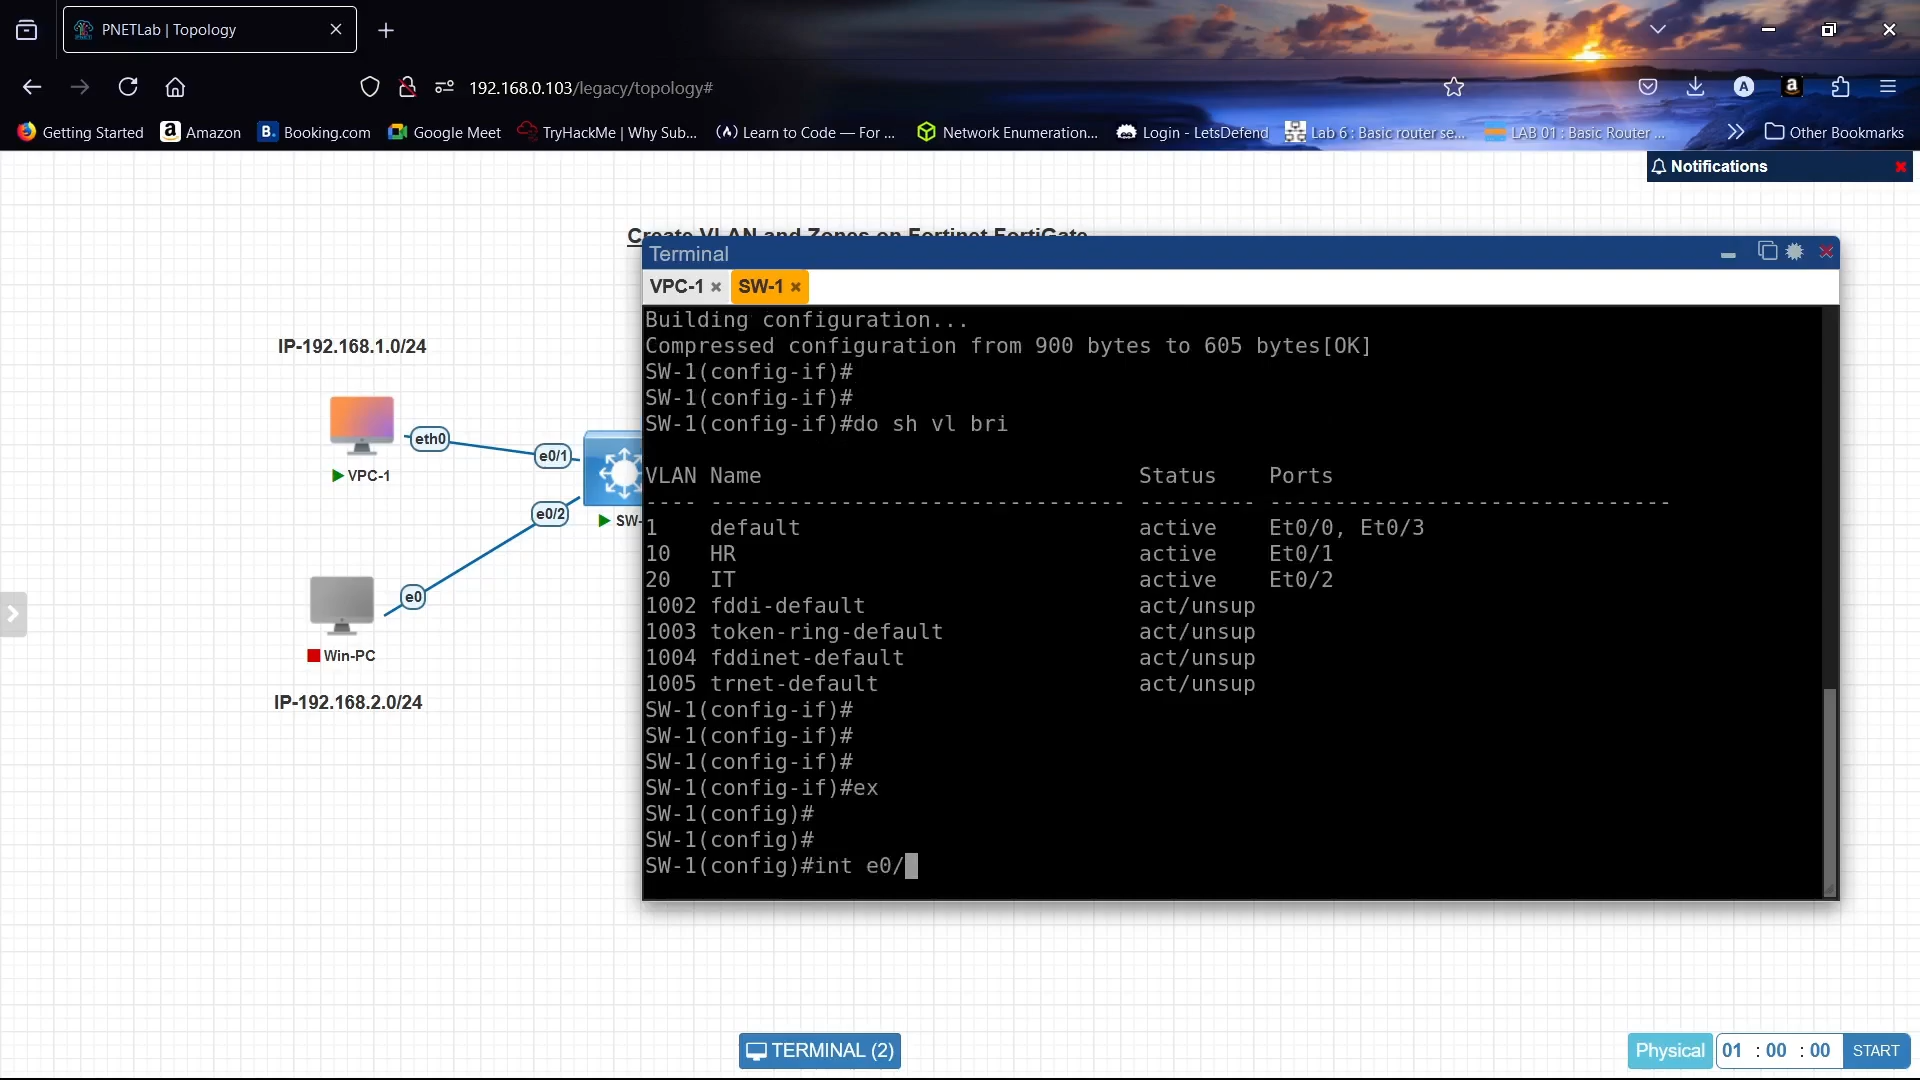 PNETLab | Topology
192.168.0.103/legacy/topology#
Getting Started
Amazon
Booking.com
Google Meet
TryHackMe | Why Sub...
Learn to Code — For ...
Network Enumeration...
Login - LetsDefend
Lab 6 : Basic router se...
LAB 01 : Basic Router ...
Other Bookmarks
Notifications
Create VLAN and Zones on Fortinet FortiGate
Terminal
VPC-1 SW-1
IP-192.168.1.0/24
eth0
e0/1
VPC-1
e0/2
SW-
e0
Win-PC
IP-192.168.2.0/24
Building configuration...
Compressed configuration from 900 bytes to 605 bytes[OK]
SW-1(config-if)#
SW-1(config-if)#
SW-1(config-if)#do sh vl bri
VLAN Name Status Ports
---- -------------------------------- --------- -------------------------------
1 default active Et0/0, Et0/3
10 HR active Et0/1
20 IT active Et0/2
1002 fddi-default act/unsup
1003 token-ring-default act/unsup
1004 fddinet-default act/unsup
1005 trnet-default act/unsup
SW-1(config-if)#
SW-1(config-if)#
SW-1(config-if)#
SW-1(config-if)#ex
SW-1(config)#
SW-1(config)#
SW-1(config)#int e0/
TERMINAL (2)
Physical 01 : 00 : 00 START